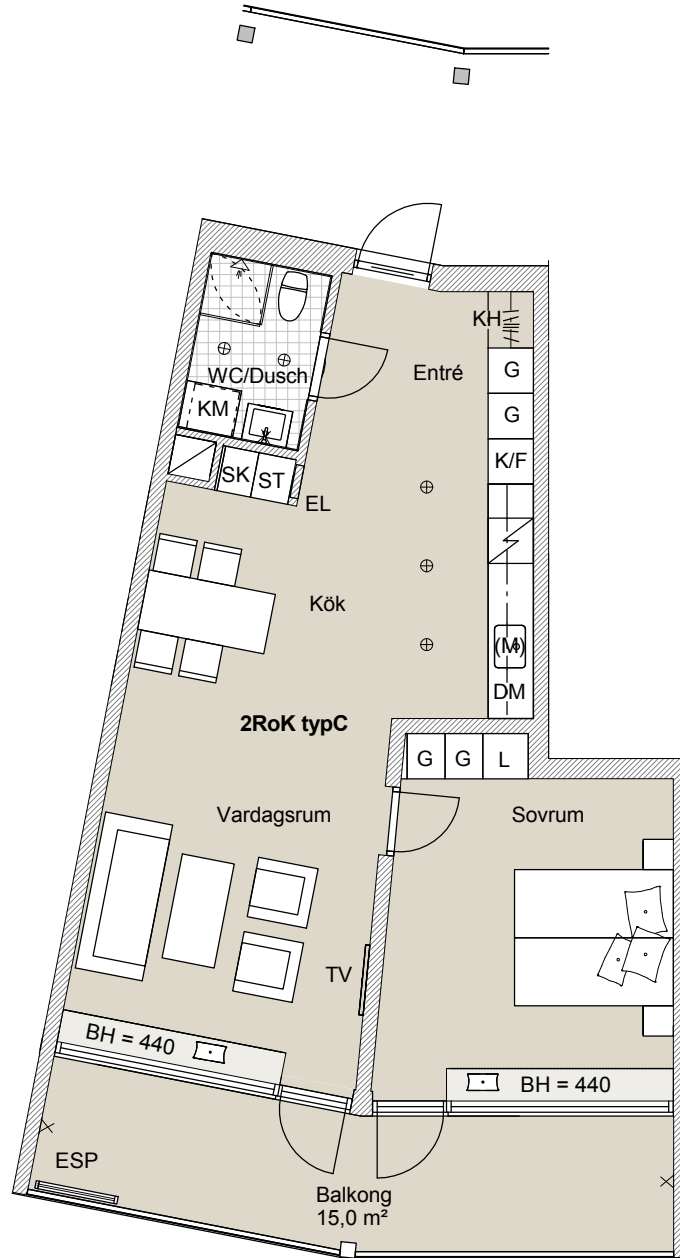 KH
Entré
G
WC/Dusch
G
KM
K/F
SK
ST
EL
Kök
(M)
DM
2RoK typC
G
G
L
Vardagsrum
Sovrum
TV
BH = 440
BH = 440
ESP
Balkong
15,0 m²